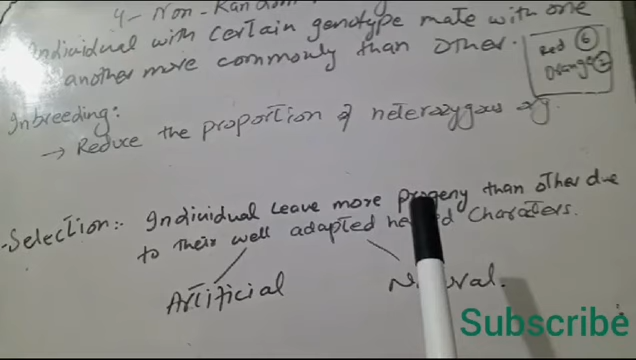 4- Non-Random
Individual with certain genotype mate with one
another more commonly than other.
Red 6
Orange
Inbreeding:
→ Reduce the proportion of heterozygous org.
Selection:- Individual leave more progeny than other due
to their well adapted characters.
Artificial
Subscribe